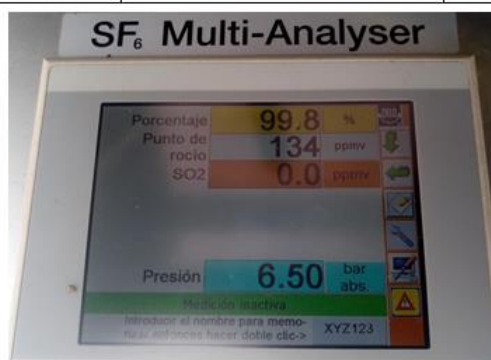 SF₆ Multi-Analyser
Porcentaje 99.8 %
Punto de rocío 134 ppmv
SO2 0.0 ppmv
Presión 6.50 bar abs.
Medición inactiva
Introducir el nombre para memo-
entonces hacer doble clic-> XYZ123